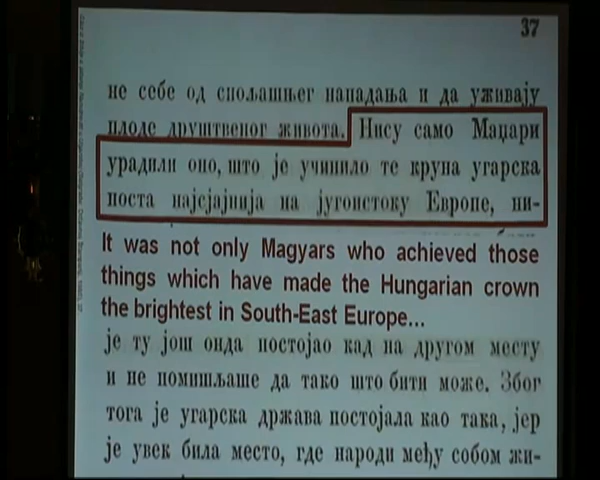 37
не себе од спољашњег нападања и да уживају
плоде друштвеног живота. Нису само Маџари
урадили оно, што је учинило те круна угарска
поста најсјајнија на југоистоку Европе, ни-
It was not only Magyars who achieved those
things which have made the Hungarian crown
the brightest in South-East Europe...
је ту још онда постојао кад на другом месту
и не помишљаше да тако што бити може. Због
тога је угарска држава постојала као така, јер
је увек била место, где народи међу собом жи-